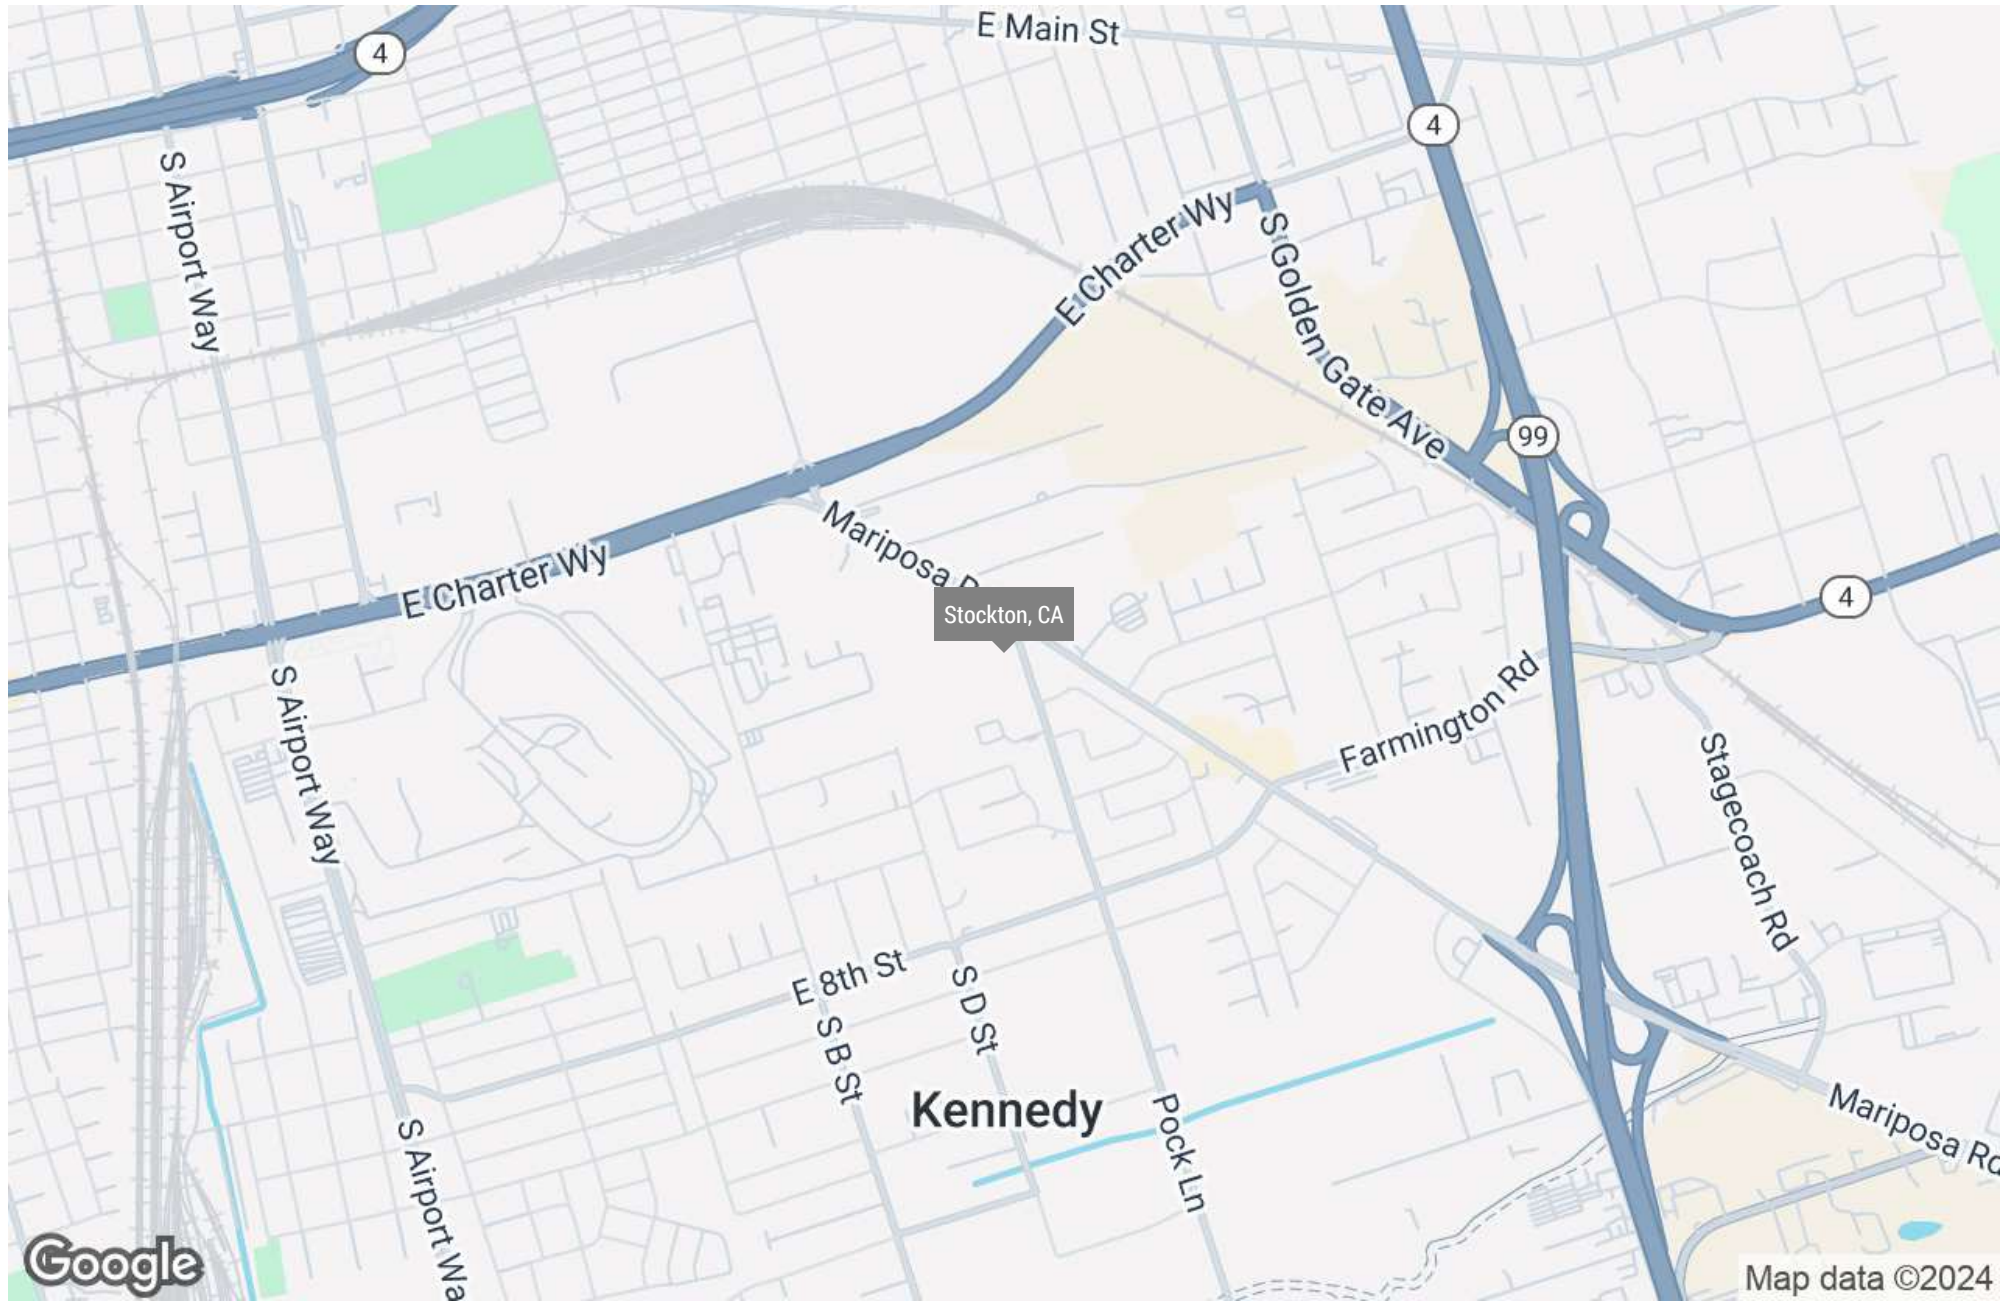 E Main St
4
4
S Airport Way
E Charter Wy
S Golden Gate Ave
99
Mariposa
E Charter Wy
Stockton, CA
4
Farmington Rd
S Airport Way
Stagecoach Rd
E 8th St
S D St
S B St
Kennedy
Pock Ln
Mariposa Rd
S Airport Wa
Google
Map data ©2024